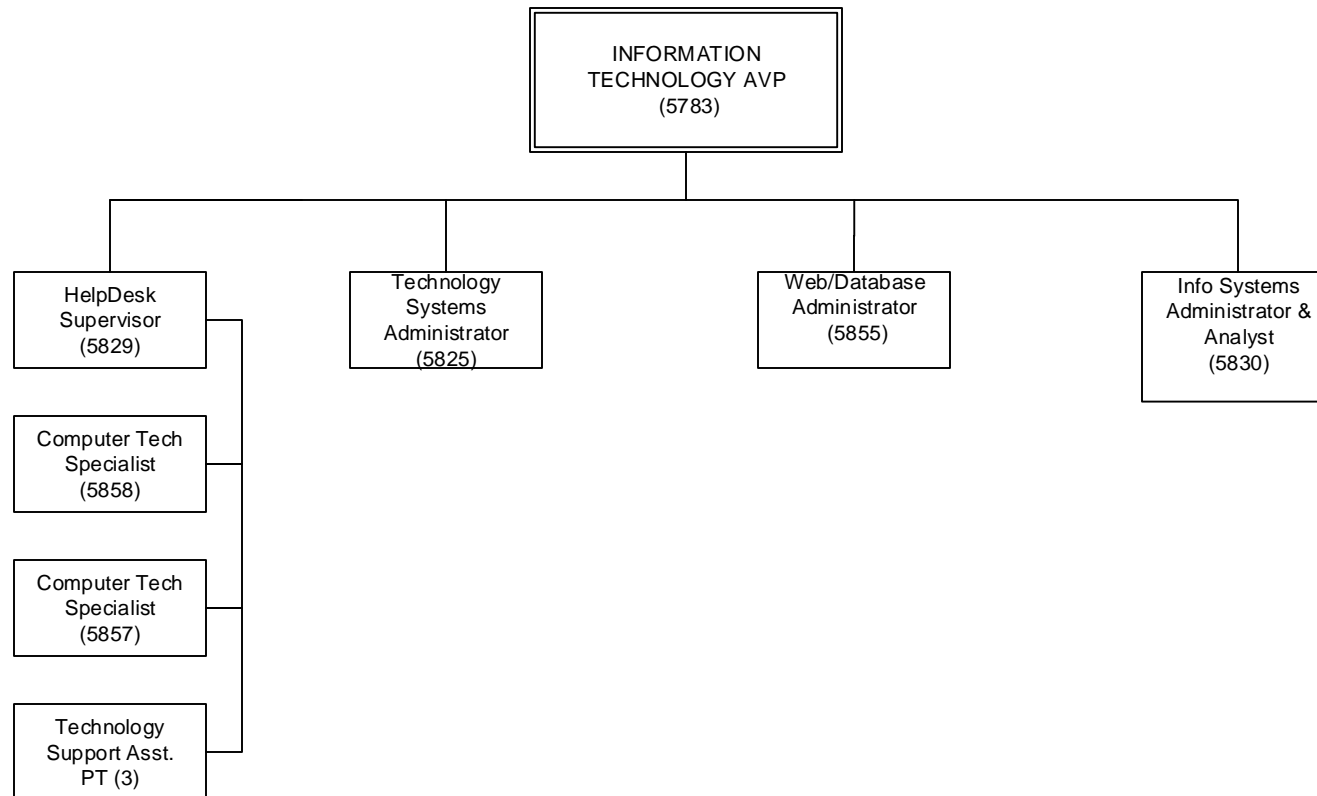 INFORMATION
TECHNOLOGY AVP
(5783)
HelpDesk
Supervisor
(5829)
Technology
Systems
Administrator
(5825)
Web/Database
Administrator
(5855)
Info Systems
Administrator &
Analyst
(5830)
Computer Tech
Specialist
(5858)
Computer Tech
Specialist
(5857)
Technology
Support Asst.
PT (3)